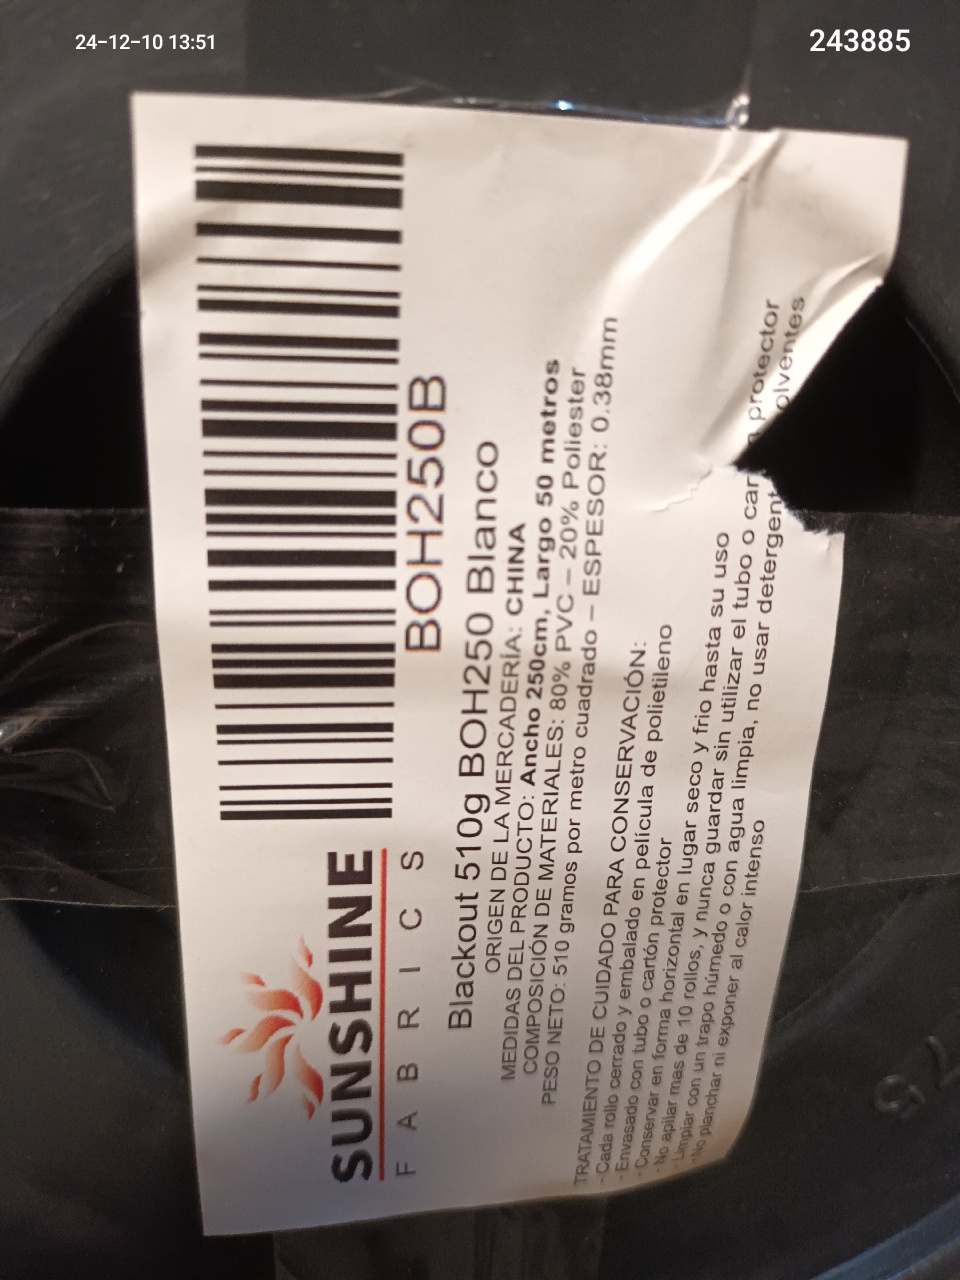 24-12-10 13:51
243885
SUNSHINE
FABRICS
BOH250B
Blackout 510g BOH250 Blanco
ORIGEN DE LA MERCADERÍA: CHINA
MEDIDAS DEL PRODUCTO: Ancho 250cm, Largo 50 metros
COMPOSICIÓN DE MATERIALES: 80% PVC – 20% Poliester
PESO NETO: 510 gramos por metro cuadrado – ESPESOR: 0.38mm
TRATAMIENTO DE CUIDADO PARA CONSERVACIÓN:
- Cada rollo cerrado y embalado en película de polietileno
- Envasado con tubo o cartón protector
- Conservar en forma horizontal en lugar seco y frio hasta su uso
- No apilar mas de 10 rollos, y nunca guardar sin utilizar el tubo o protector
- Limpiar con un trapo húmedo o con agua limpia, no usar
- No planchar ni exponer al calor intenso